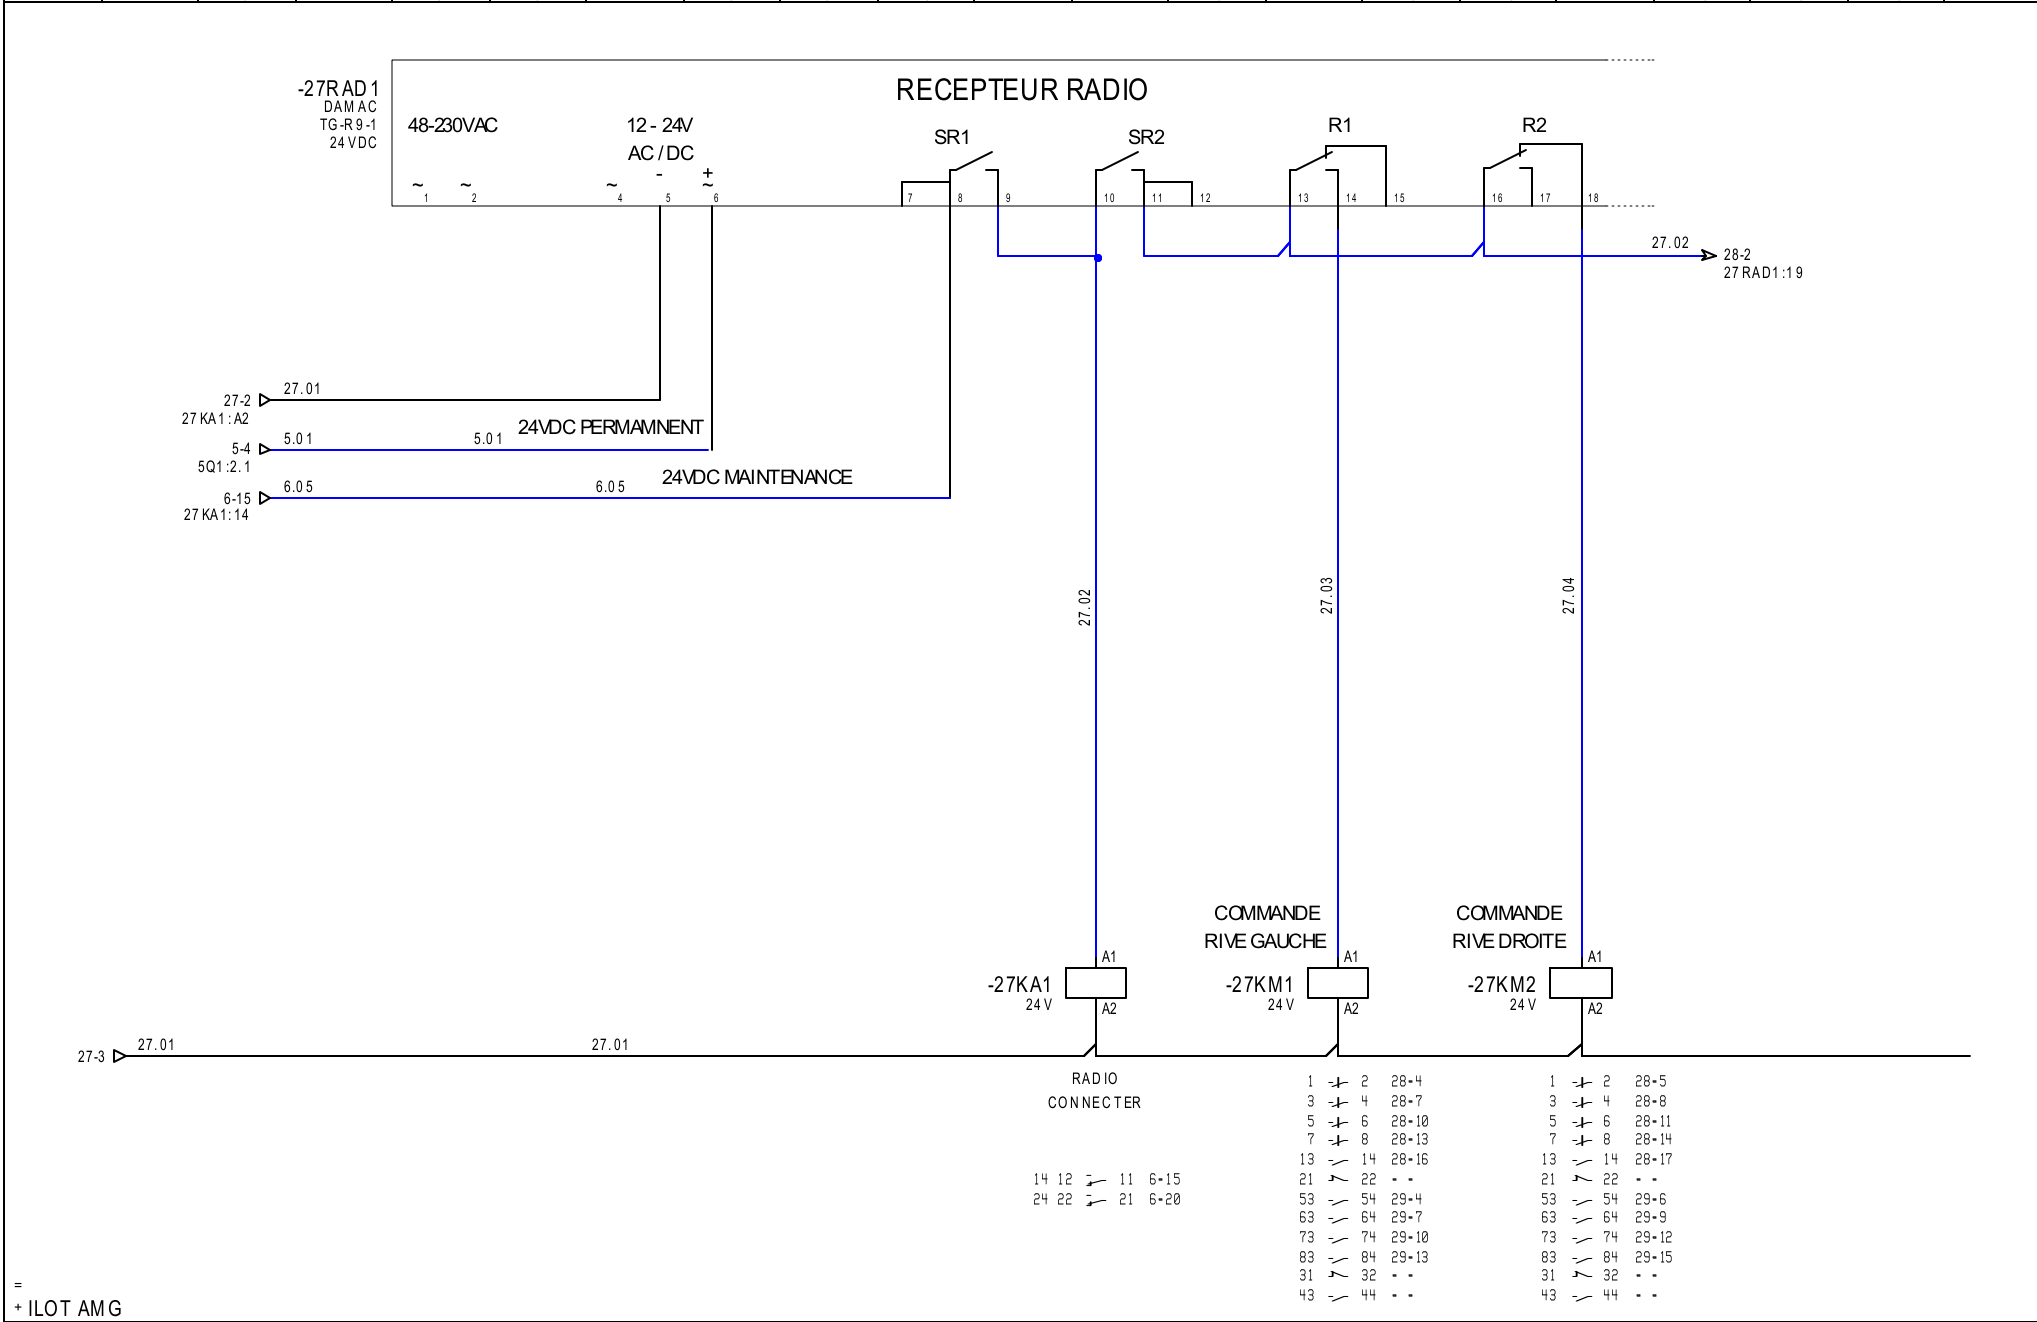 RECEPTEUR RADIO
-27RAD1
DAMAC
TG-R9-1
24VDC
48-230VAC
12 - 24V
AC / DC
SR1
SR2
R1
R2
- +
~ ~ ~ ~
1 2 4 5 6 7 8 9 10 11 12 13 14 15 16 17 18
27.02
28-2
27RAD1:19
27-2
27.01
27KA1:A2
24VDC PERMAMNENT
5-4
5.01
5.01
5Q1:2.1
24VDC MAINTENANCE
6-15
6.05
6.05
27KA1:14
27.02
27.03
27.04
COMMANDE
RIVE GAUCHE
COMMANDE
RIVE DROITE
-27KA1
24V
A1
A2
-27KM1
24V
A1
A2
-27KM2
24V
A1
A2
27-3
27.01
27.01
RADIO
CONNECTER
14 12 11 6-15
24 22 21 6-20
1 2 28-4
3 4 28-7
5 6 28-10
7 8 28-13
13 14 28-16
21 22 - -
53 54 29-4
63 64 29-7
73 74 29-10
83 84 29-13
31 32 - -
43 44 - -
1 2 28-5
3 4 28-8
5 6 28-11
7 8 28-14
13 14 28-17
21 22 - -
53 54 29-6
63 64 29-9
73 74 29-12
83 84 29-15
31 32 - -
43 44 - -
=
+ ILOT AMG